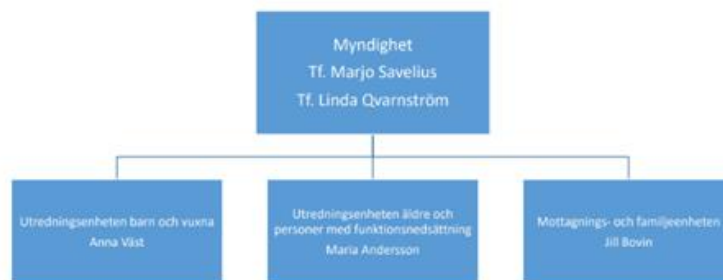 Myndighet
Tf. Marjo Savelius
Tf. Linda Qvarnström
Utredningsenheten barn och vuxna
Anna Väst
Utredningsenheten äldre och
personer med funktionsnedsättning
Maria Andersson
Mottagnings- och familjeenheten
Jill Bovin